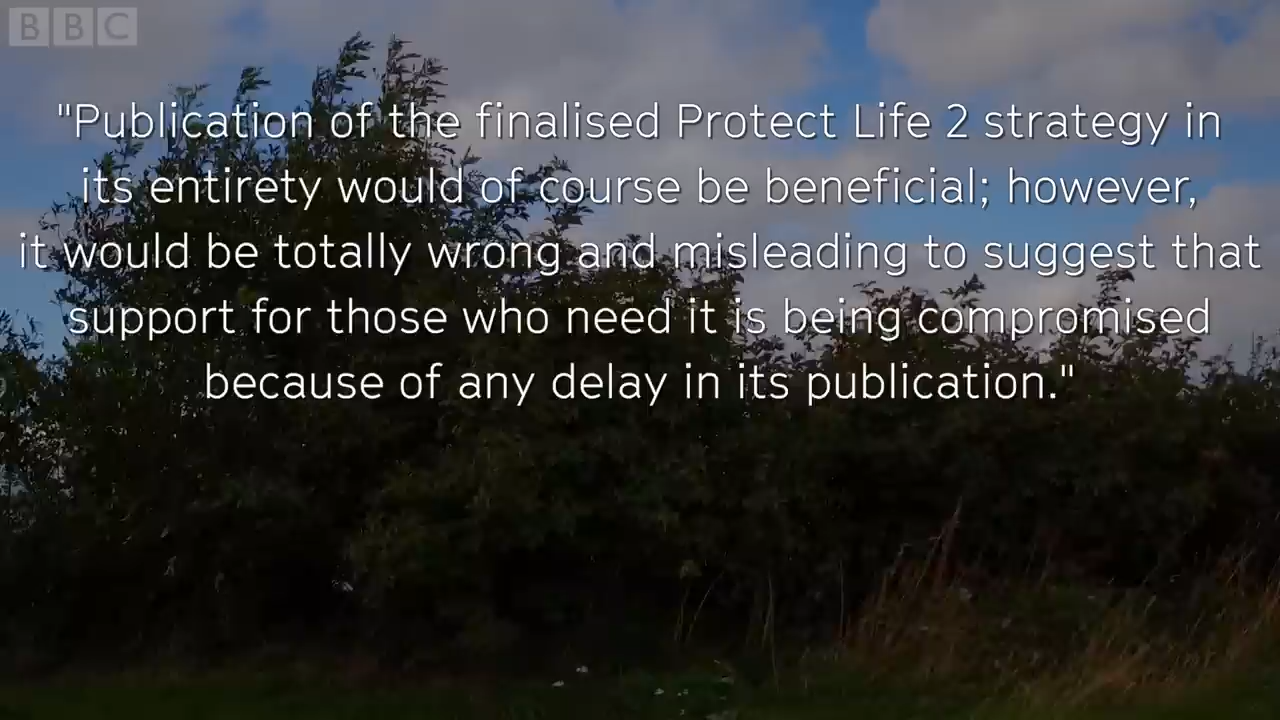 BBC
"Publication of the finalised Protect Life 2 strategy in
its entirety would of course be beneficial; however,
it would be totally wrong and misleading to suggest that
support for those who need it is being compromised
because of any delay in its publication."